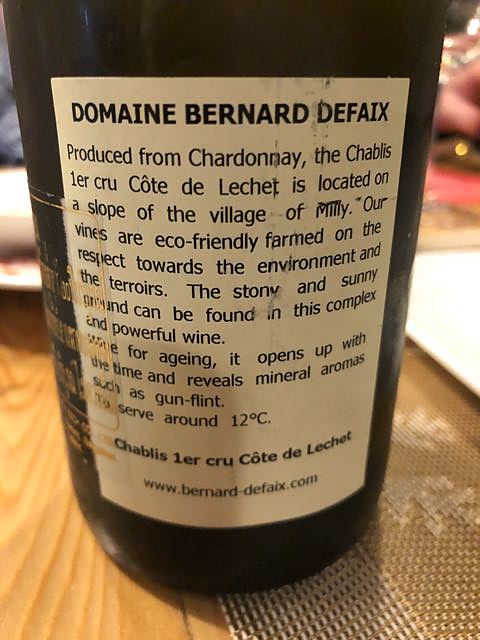 DOMAINE BERNARD DEFAIX
Produced from Chardonnay, the Chablis
1er cru Côte de Lechet is located on
a slope of the village of Milly. Our
vines are eco-friendly farmed on the
respect towards the environment and
the terroirs. The stony and sunny
ground can be found in this complex
and powerful wine.
for ageing, it opens up with
the time and reveals mineral aromas
such as gun-flint.
To serve around 12°C.
Chablis 1er cru Côte de Lechet
www.bernard-defaix.com